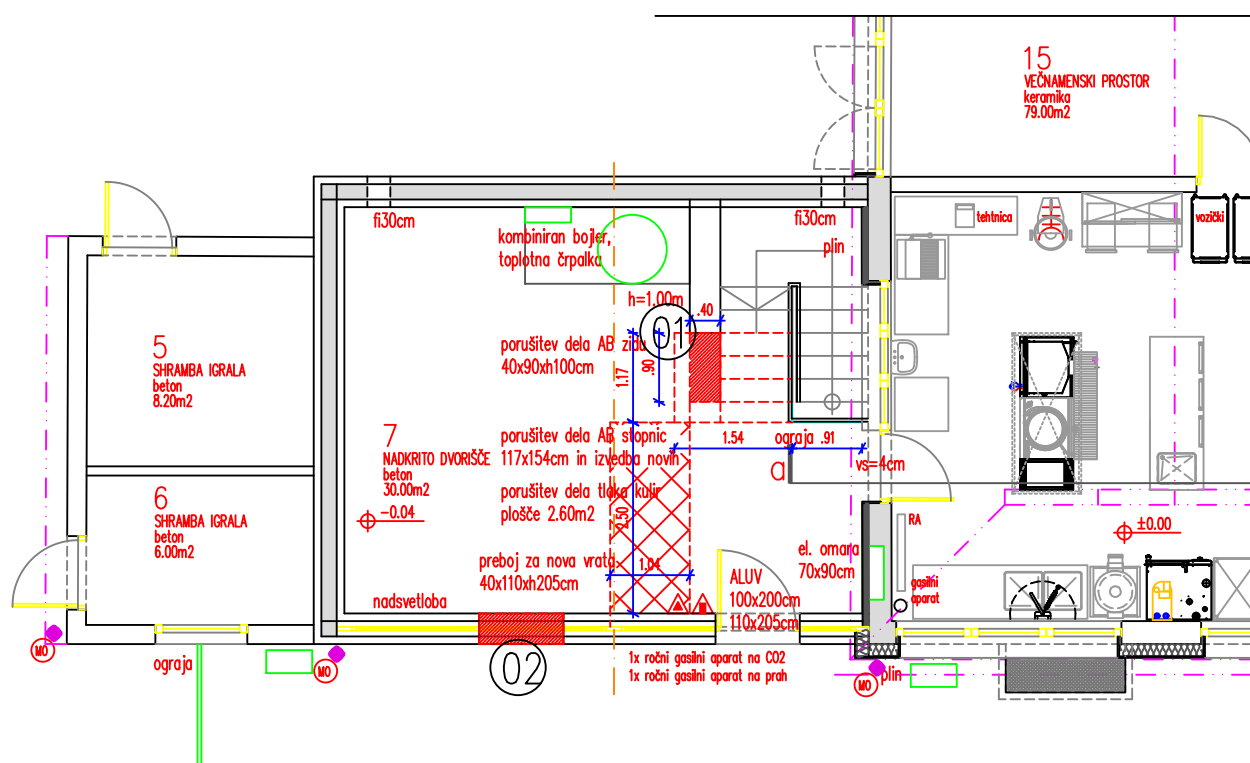 15
VEČNAMENSKI PROSTOR
keramika
79.00m2
fi30cm
kombiniran bojler,
toplotna črpalka
fi30cm
plin
tehtnica
vozički
h=1.00m
.40
01
porušitev dela AB zidu
40x90xh100cm
1.17
.90
5
SHRAMBA IGRALA
beton
8.20m2
7
NADKRITO DVORIŠČE
beton
30.00m2
-0.04
porušitev dela AB stopnic
117x154cm in izvedba novih
1.54
ograja .91
a
vs=4cm
porušitev dela tlaka kulir
plošče 2.60m2
2.50
6
SHRAMBA IGRALA
beton
6.00m2
RA
±0.00
preboj za nova vrata
40x110xh205cm
1.04
el. omara
70x90cm
ALUV
100x200cm
110x205cm
gasilni
aparat
nadsvetloba
MO
ograja
MO
02
1x ročni gasilni aparat na CO2
1x ročni gasilni aparat na prah
MO
plin